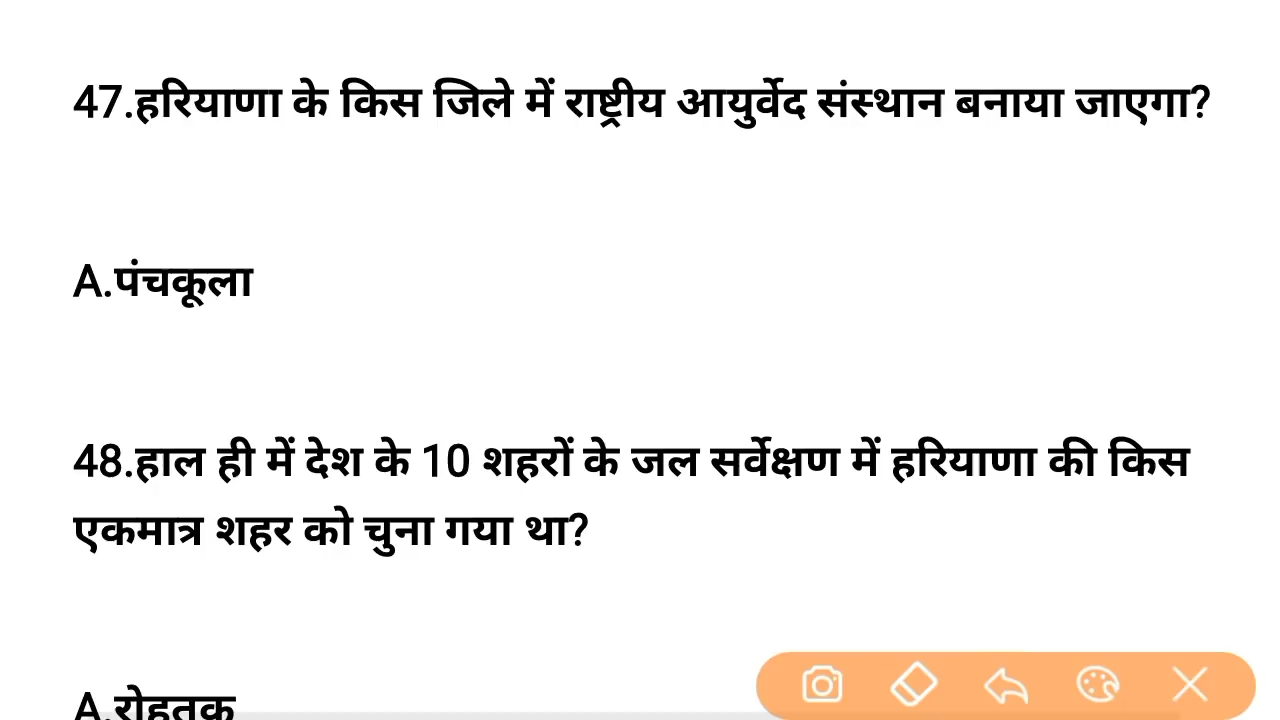 47.हरियाणा के किस जिले में राष्ट्रीय आयुर्वेद संस्थान बनाया जाएगा?
A.पंचकूला
48.हाल ही में देश के 10 शहरों के जल सर्वेक्षण में हरियाणा की किस
एकमात्र शहर को चुना गया था?
A.रोहतक